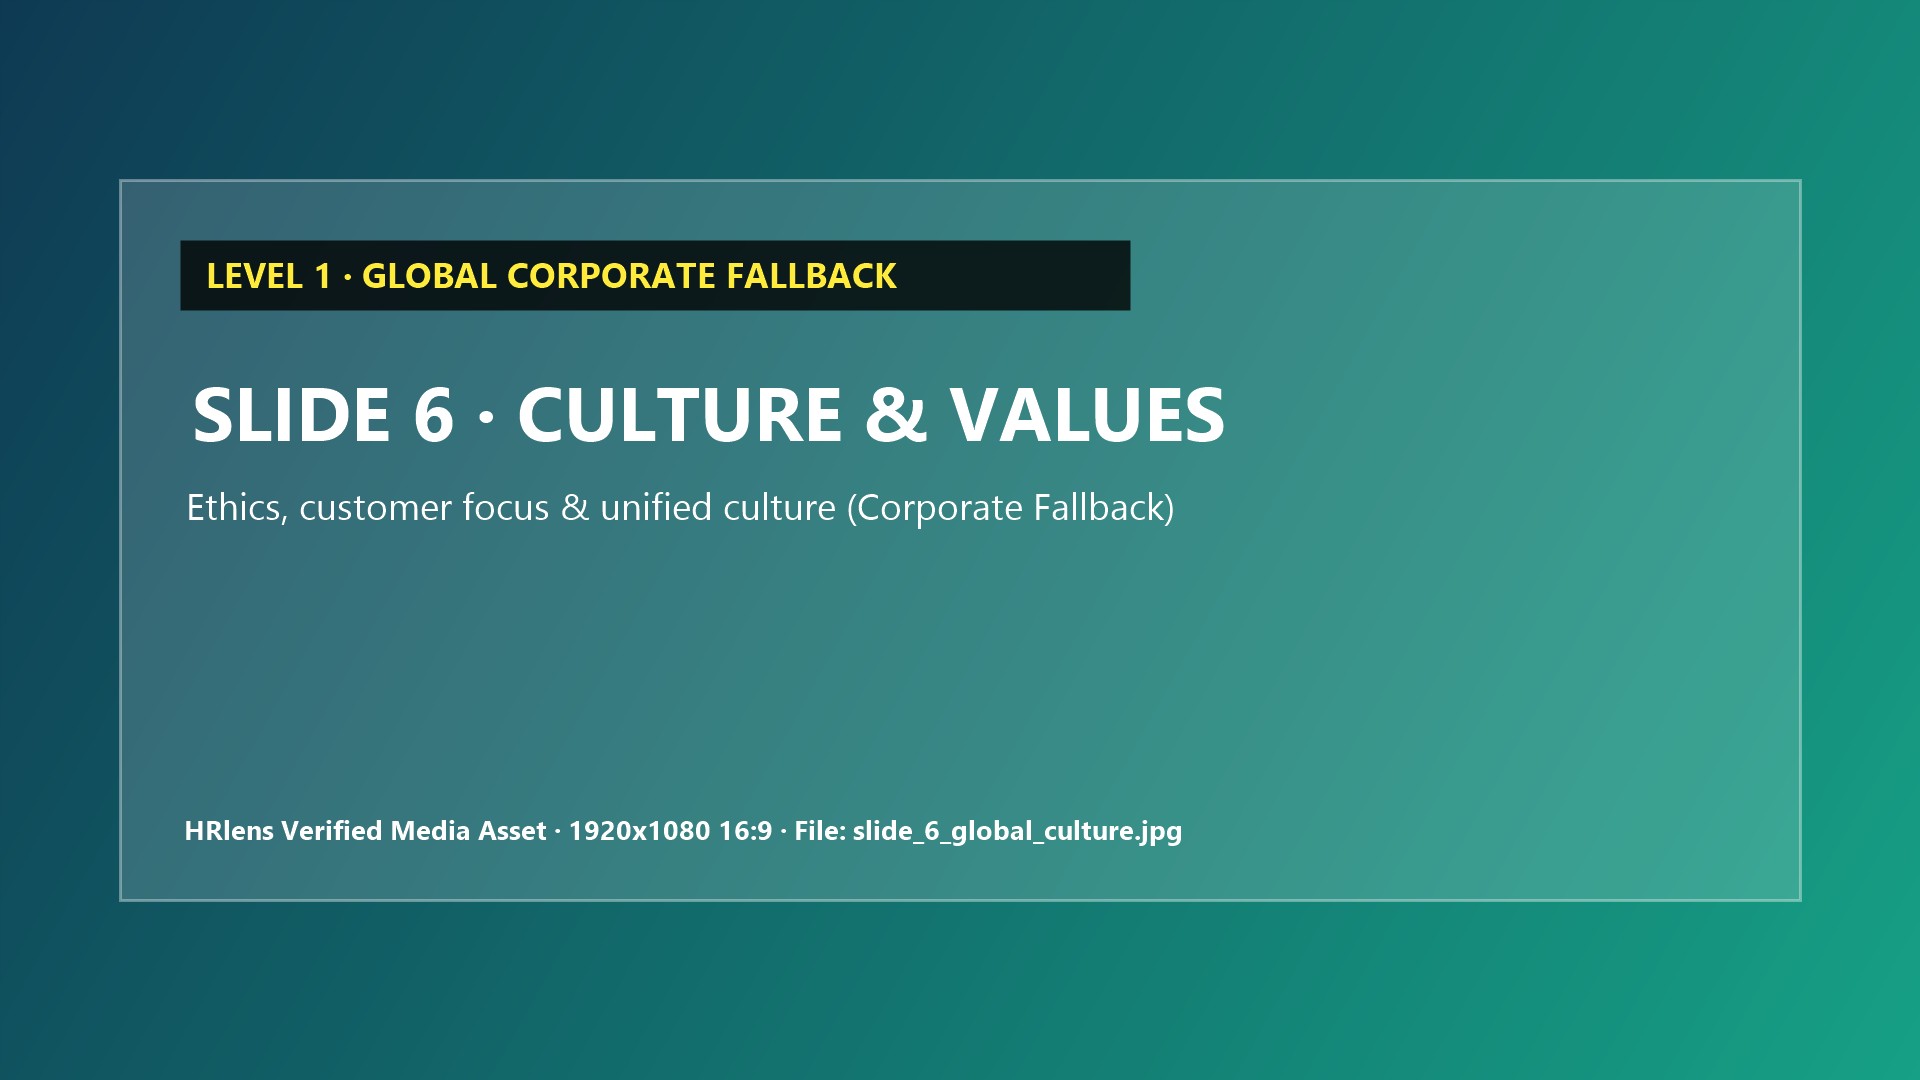 LEVEL 1 · GLOBAL CORPORATE FALLBACK
SLIDE 6 · CULTURE & VALUES
Ethics, customer focus & unified culture (Corporate Fallback)
HRlens Verified Media Asset · 1920x1080 16:9 · File: slide_6_global_culture.jpg